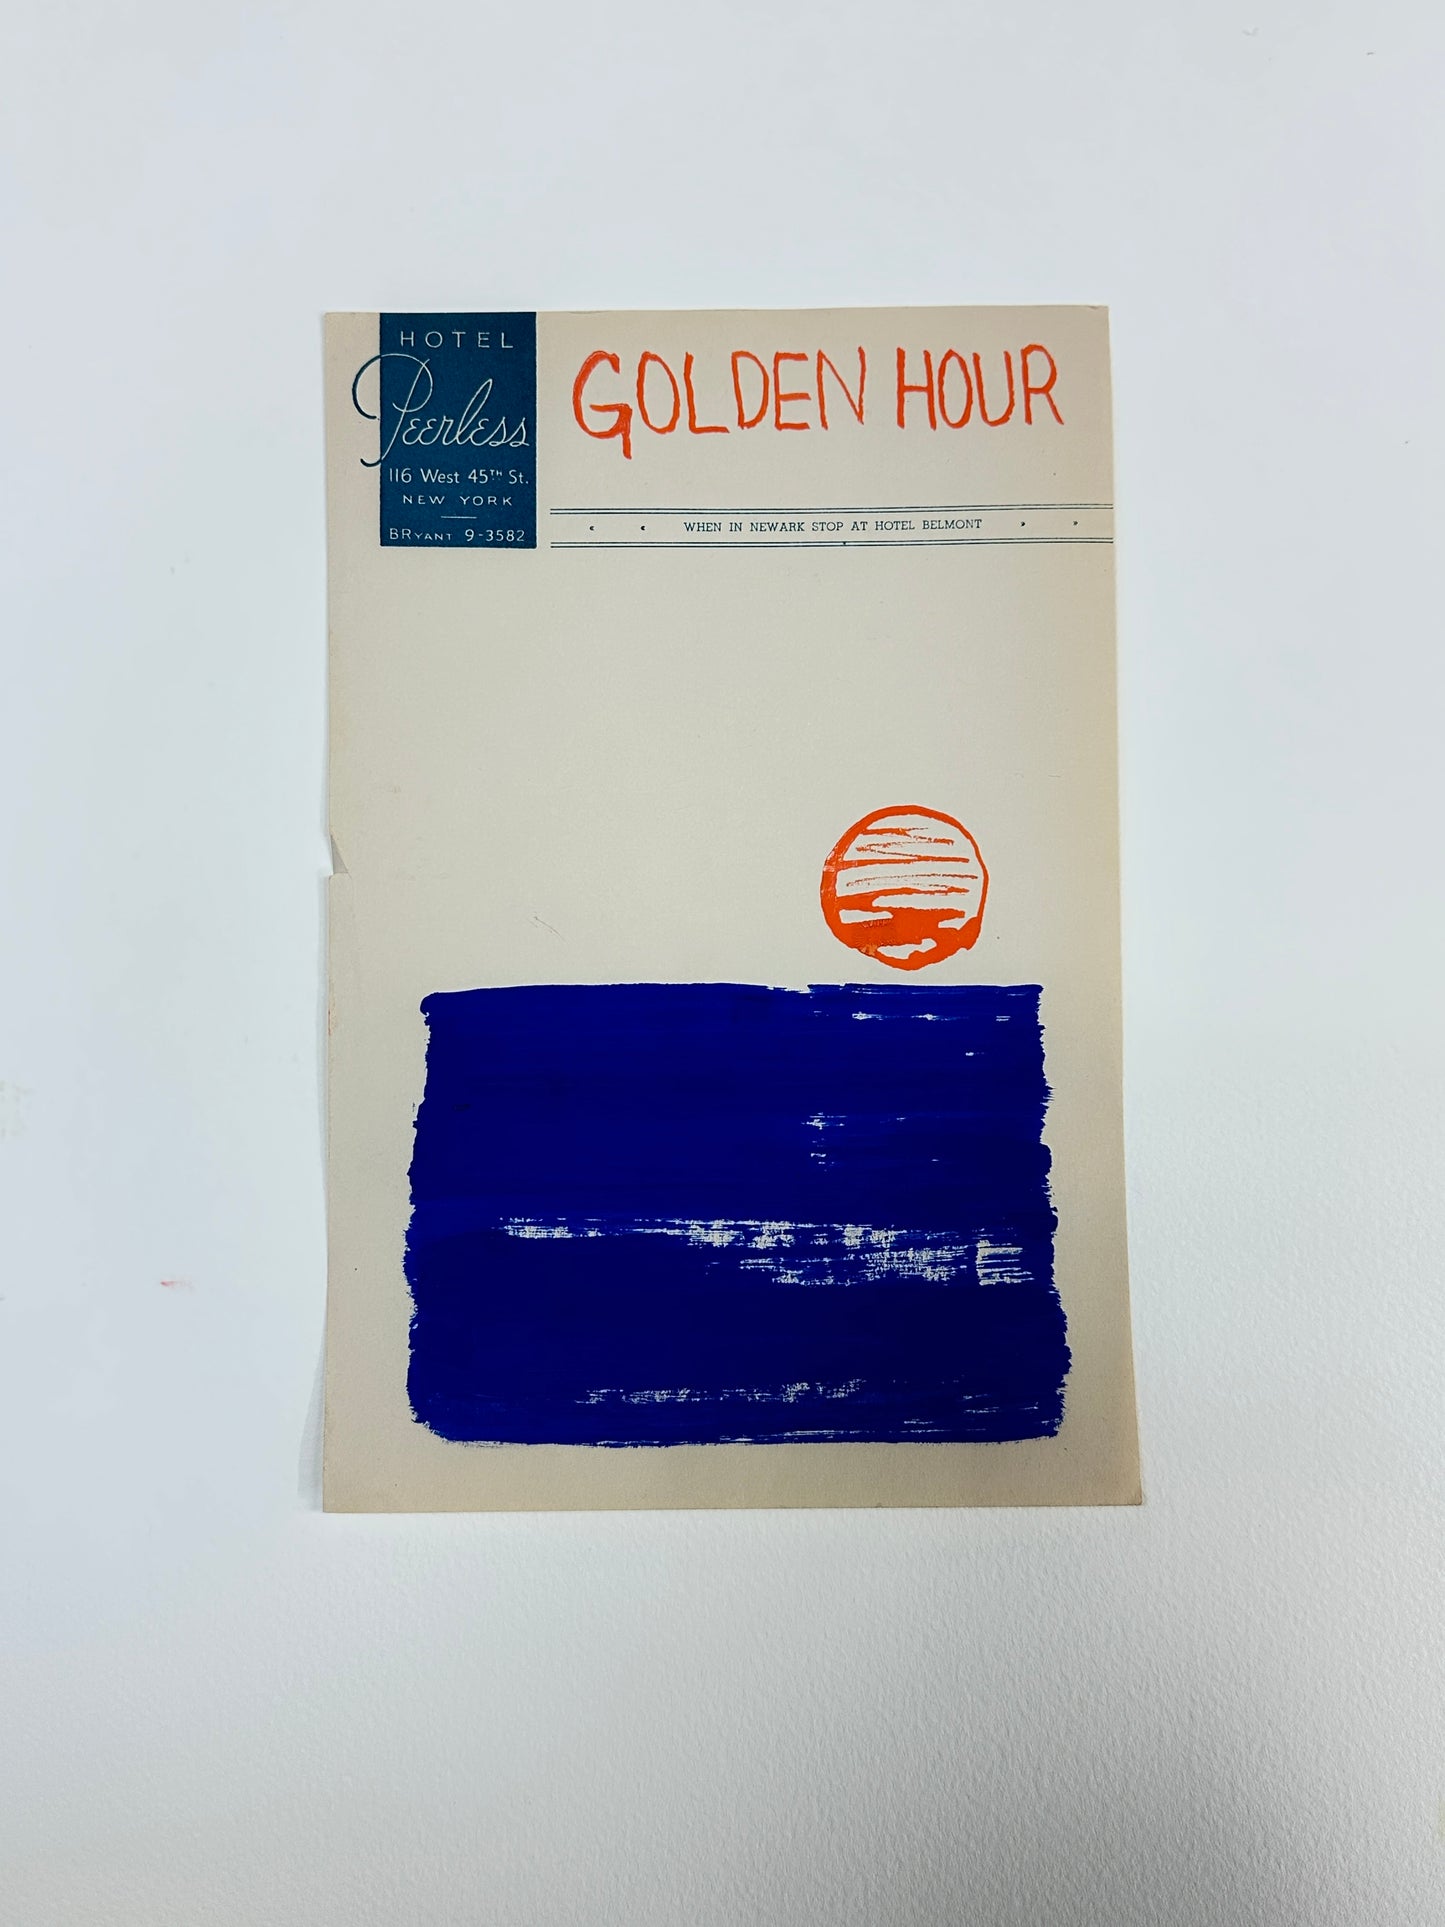 HOTEL
Peerless
116 West 45TH St.
NEW YORK
BRYANT 9-3582
GOLDEN HOUR
« « WHEN IN NEWARK STOP AT HOTEL BELMONT » »